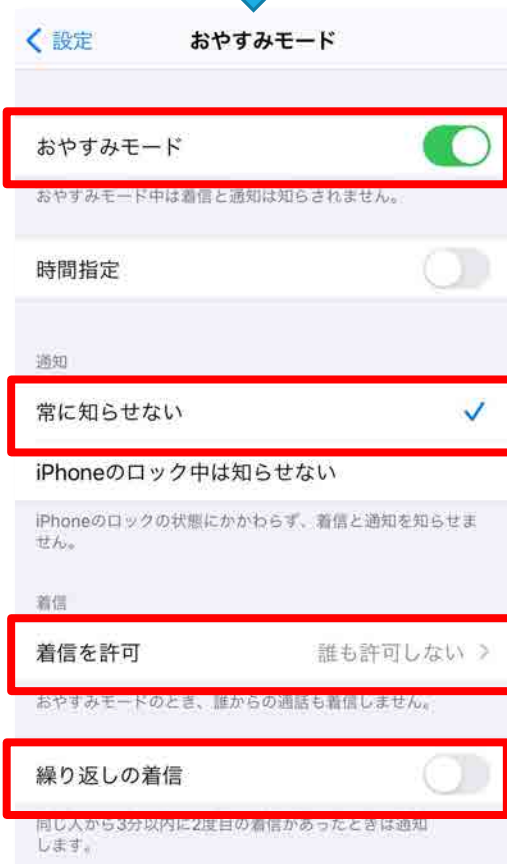 設定
おやすみモード
おやすみモード
おやすみモード中は着信と通知は知らされません。
時間指定
通知
常に知らせない
iPhoneのロック中は知らせない
iPhoneのロックの状態にかかわらず、着信と通知を知らせま
せん。
着信
着信を許可 誰も許可しない
おやすみモードのとき、誰からの通話も着信しません。
繰り返しの着信
同じ人から3分以内に2度目の着信があったときは通知
します。